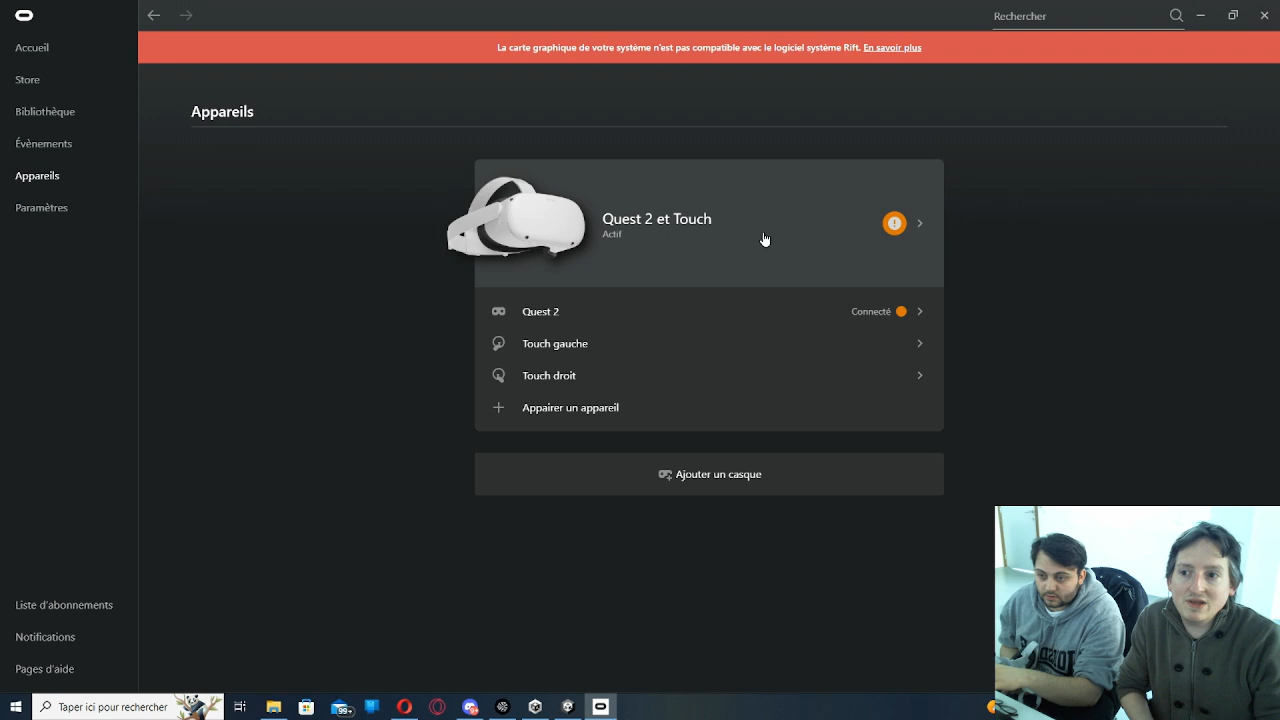 Rechercher
La carte graphique de votre système n'est pas compatible avec le logiciel système Rift. En savoir plus
Accueil
Store
Bibliothèque
Évènements
Appareils
Paramètres
Appareils
Quest 2 et Touch
Actif
Quest 2
Connecté
Touch gauche
Touch droit
Appairer un appareil
Ajouter un casque
Liste d'abonnements
Notifications
Pages d'aide
Taper ici pour rechercher
99+